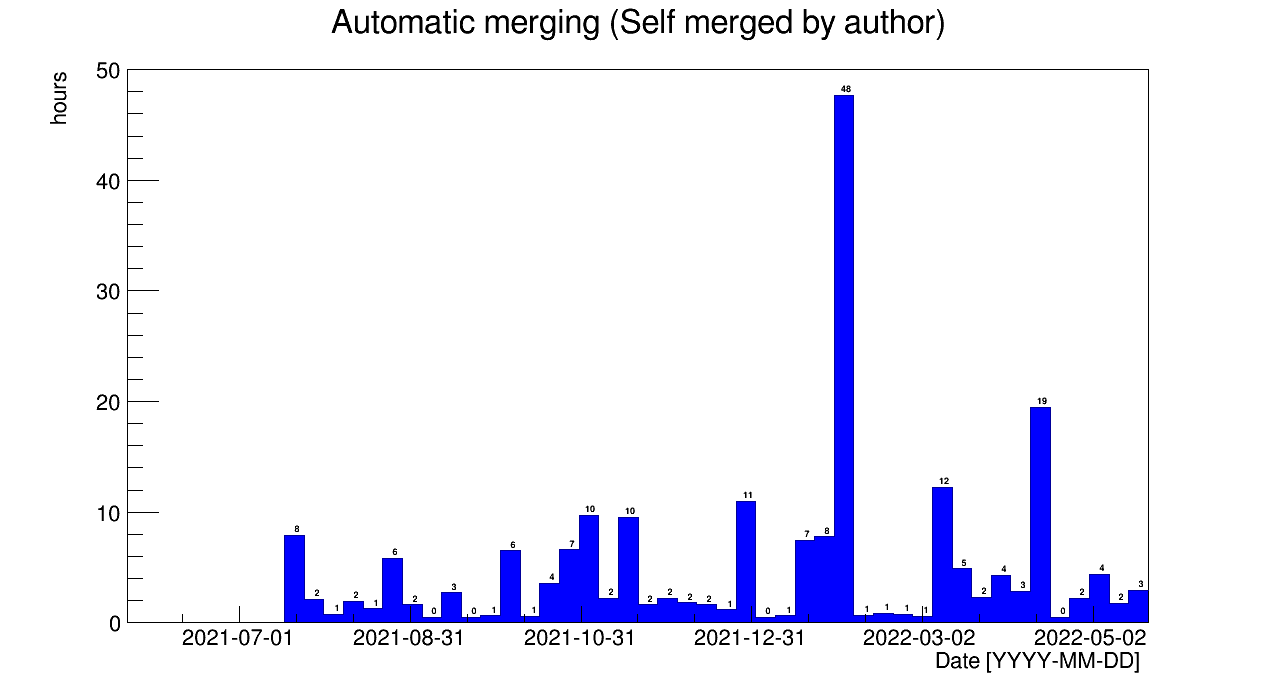 Automatic merging (Self merged by author)
hours
50
40
30
20
10
0
8 2 1 2 1 6 2 0 3 0 1 6 1 4 7 10 2 10 2 2 2 2 1 11 0 1 7 8 48 1 1 1 1 12 5 2 4 3 19 0 2 4 2 3
2021-07-01 2021-08-31 2021-10-31 2021-12-31 2022-03-02 2022-05-02
Date [YYYY-MM-DD]